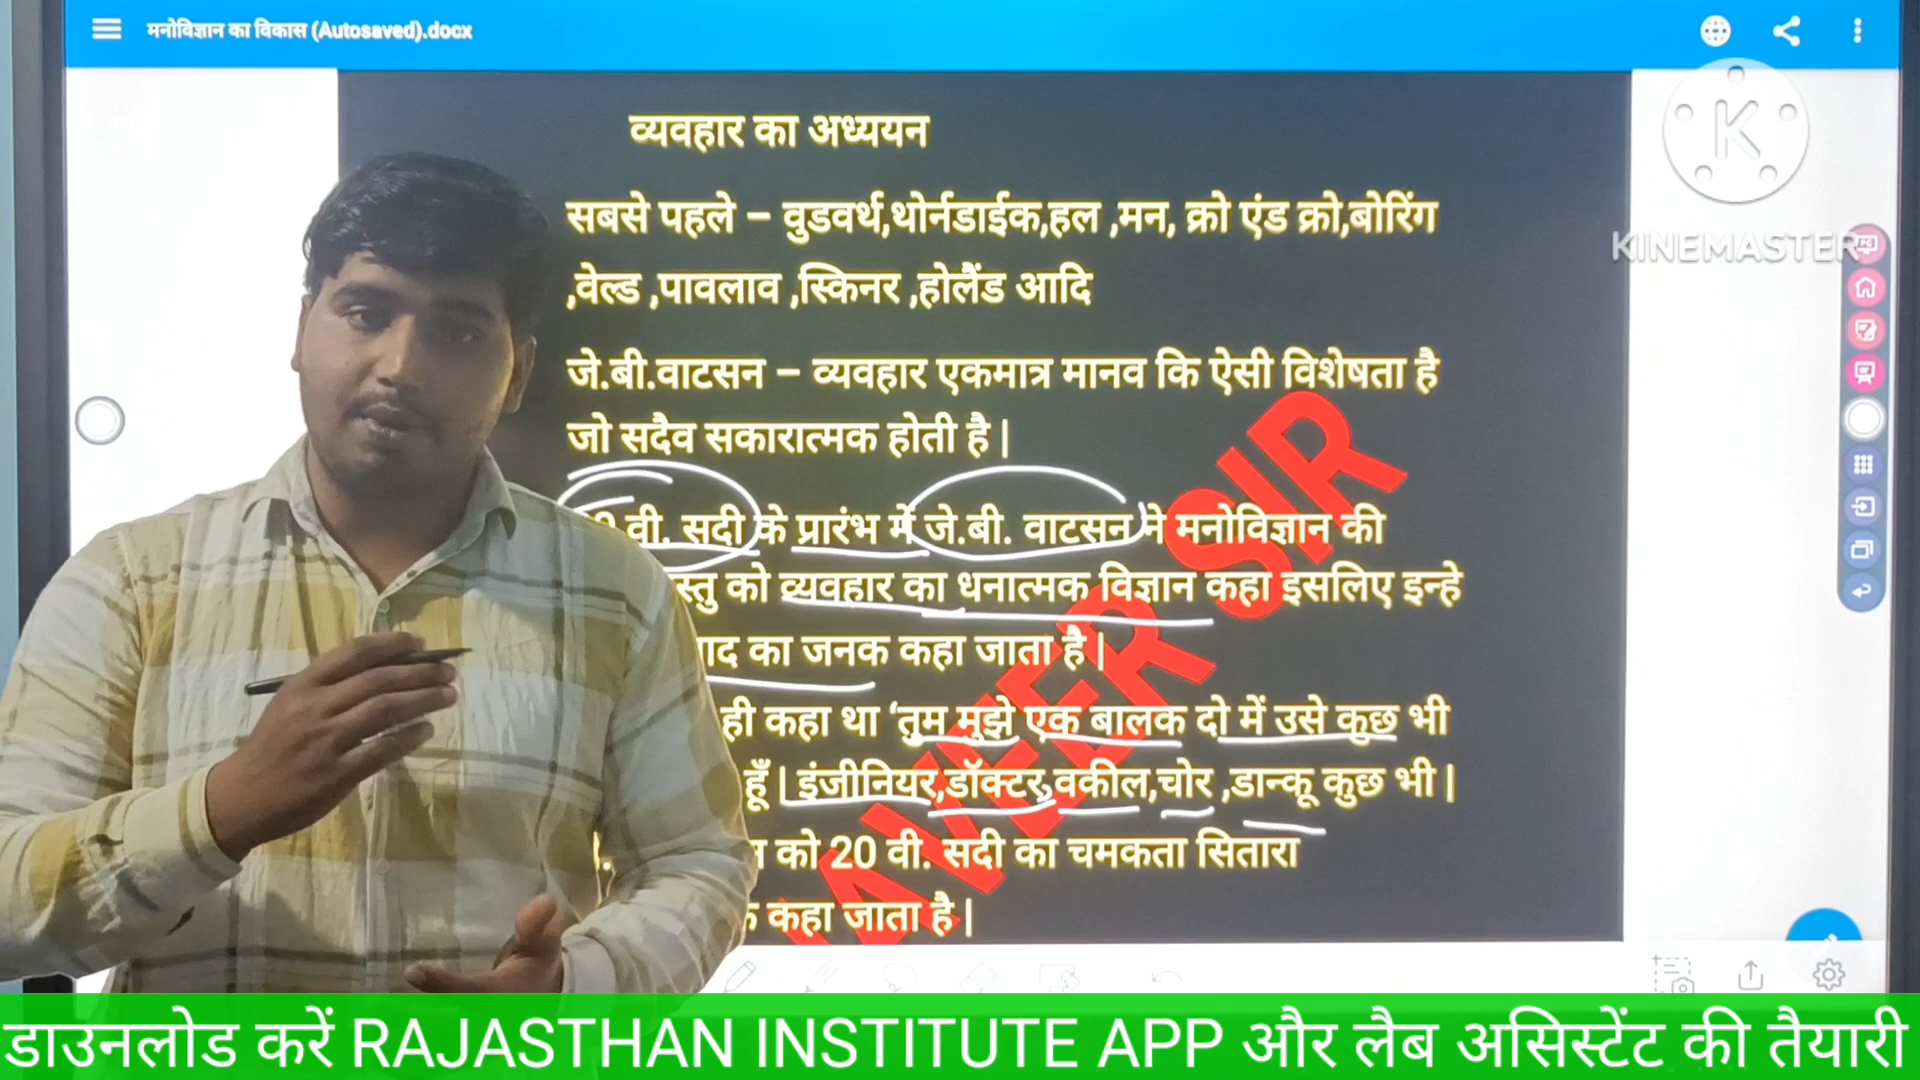 मनोविज्ञान का विकास (Autosaved).docx
व्यवहार का अध्ययन
सबसे पहले – वुडवर्थ,थोर्नडाईक,हल ,मन, क्रो एंड क्रो,बोरिंग
,वेल्ड ,पावलाव ,स्किनर ,होलैंड आदि
KINEMASTER
जे.बी.वाटसन – व्यवहार एकमात्र मानव कि ऐसी विशेषता है
जो सदैव सकारात्मक होती है |
वी. सदी के प्रारंभ में जे.बी. वाटसन ने मनोविज्ञान की
को व्यवहार का धनात्मक विज्ञान कहा इसलिए इन्हे
का जनक कहा जाता है |
ही कहा था ‘तुम मुझे एक बालक दो में उसे कुछ भी
हूँ | इंजीनियर,डॉक्टर,वकील,चोर ,डान्कू कुछ भी |
को 20 वी. सदी का चमकता सितारा
कहा जाता है |
SIR
डाउनलोड करें RAJASTHAN INSTITUTE APP और लैब असिस्टेंट की तैयारी